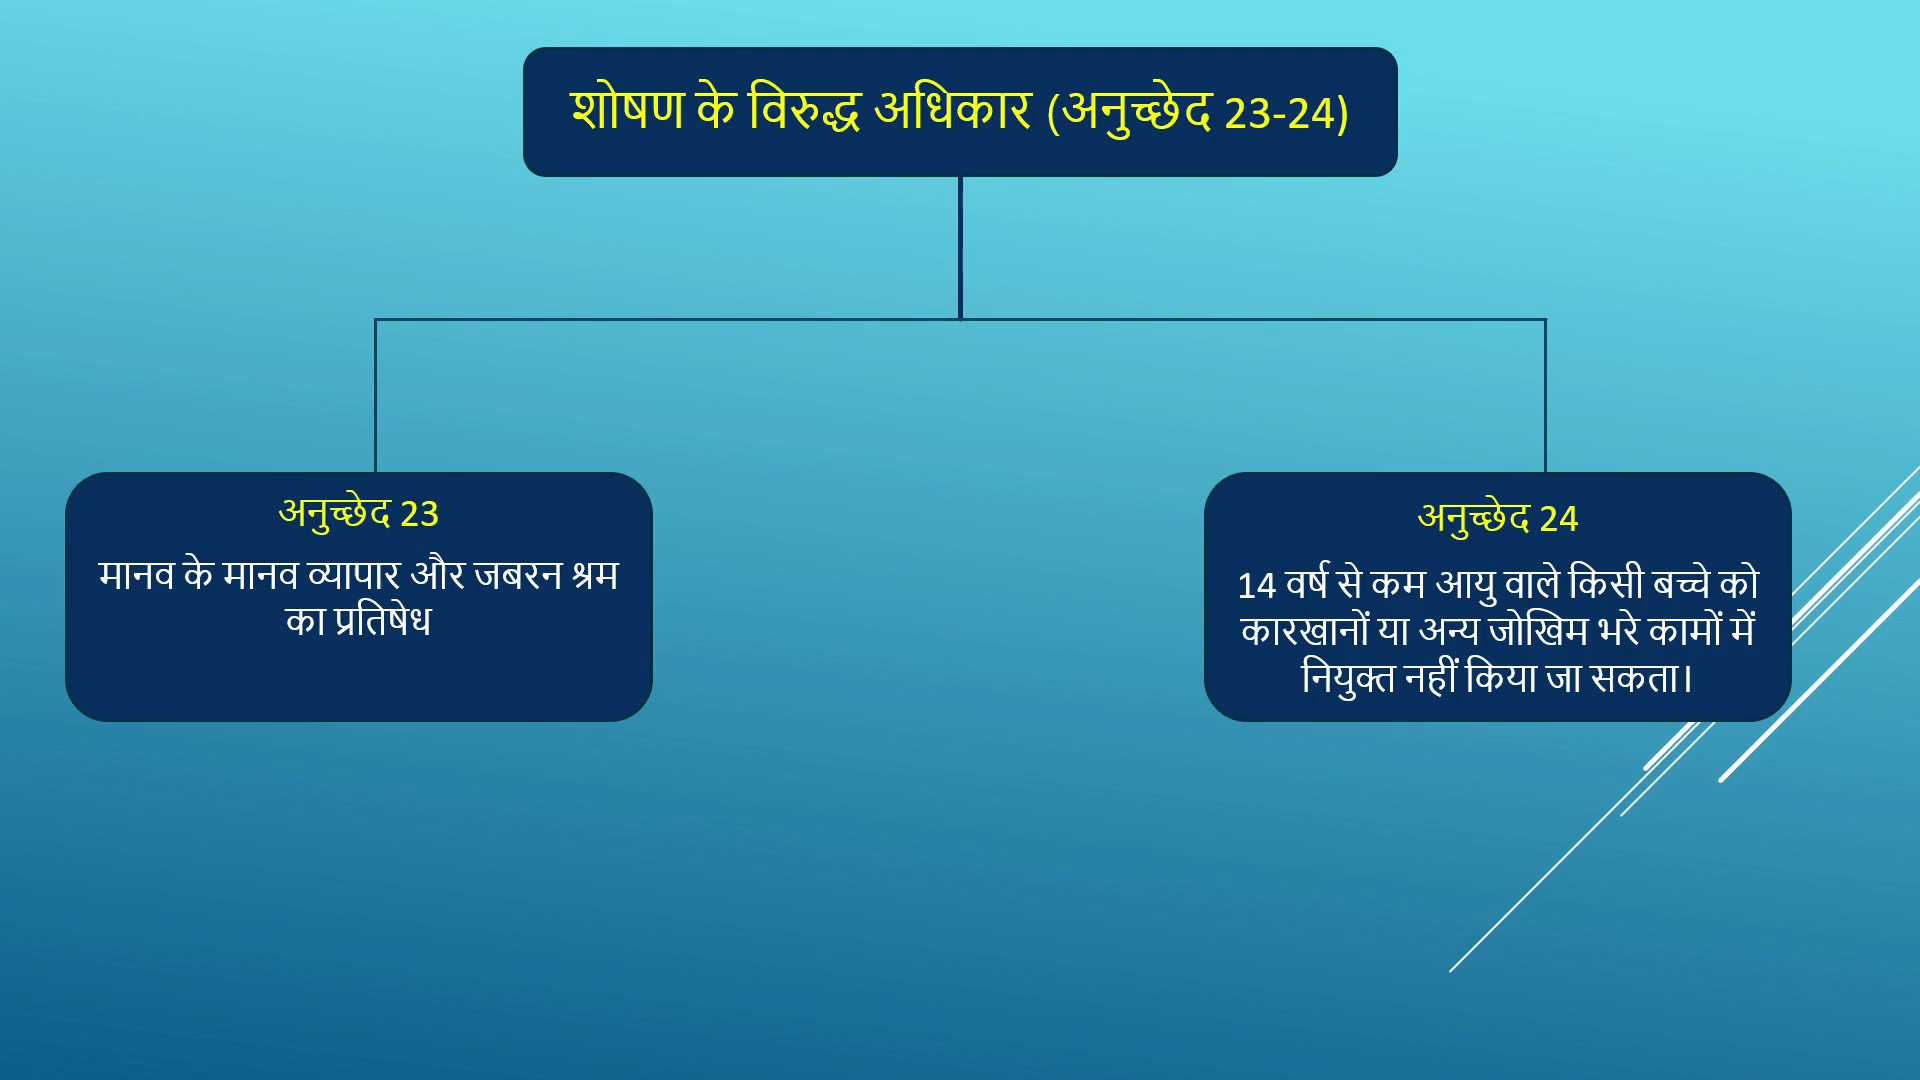 शोषण के विरुद्ध अधिकार (अनुच्छेद 23-24)
अनुच्छेद 23
मानव के मानव व्यापार और जबरन श्रम
का प्रतिषेध
अनुच्छेद 24
14 वर्ष से कम आयु वाले किसी बच्चे को
कारखानों या अन्य जोखिम भरे कामों में
नियुक्त नहीं किया जा सकता।